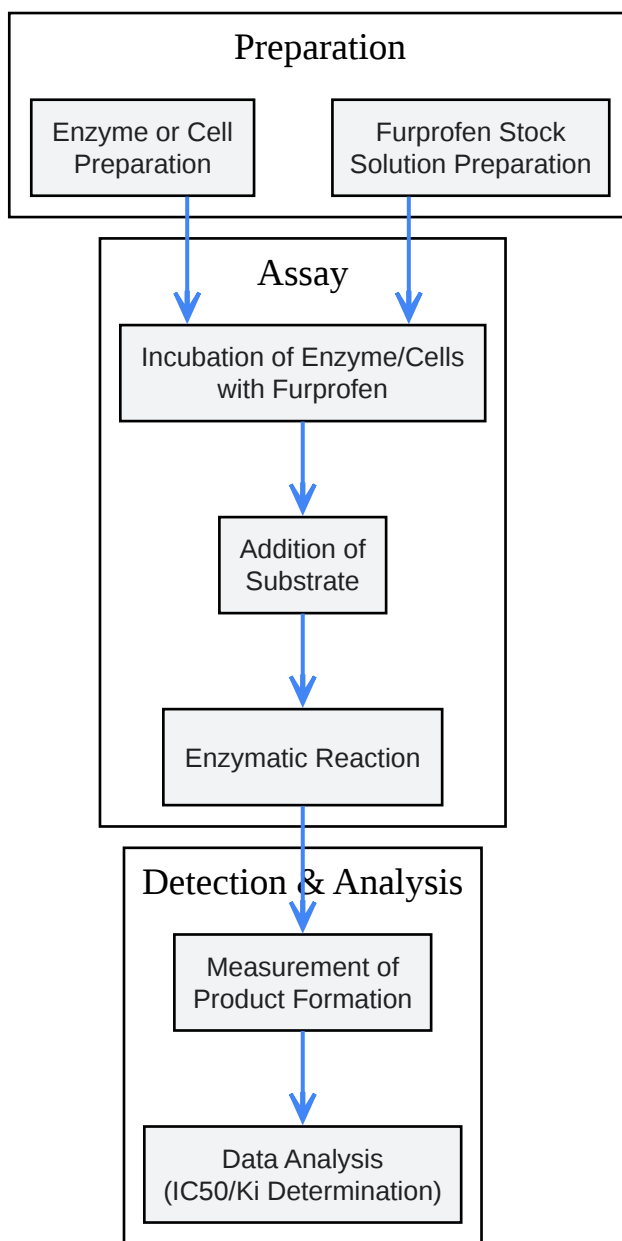 Preparation
Enzyme or Cell
Preparation
Furprofen Stock
Solution Preparation
Assay
Incubation of Enzyme/Cells
with Furprofen
Addition of
Substrate
Enzymatic Reaction
Detection & Analysis
Measurement of
Product Formation
Data Analysis
(IC50/Ki Determination)